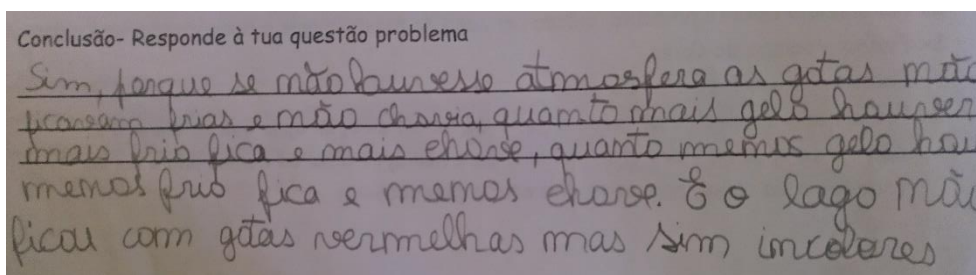 Conclusão- Responde à tua questão problema
Sim, porque se não houvesse atmosfera as gotas não
ficavam frias e não chovia, quanto mais gelo houver
mais frio fica e mais chove, quanto menos gelo hou
menos frio fica e menos chove. E o lago nã
ficou com gotas vermelhas mas sim incolores